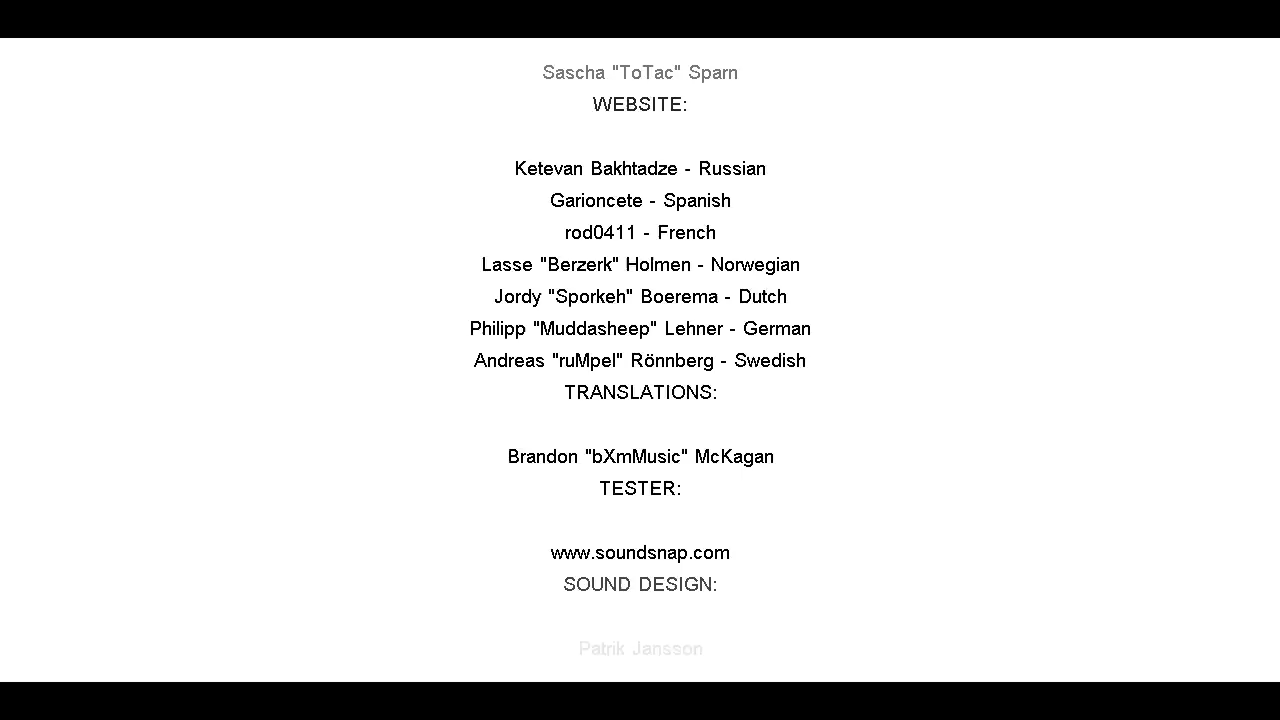 Sascha "ToTac" Sparn
WEBSITE:
Ketevan Bakhtadze - Russian
Garioncete - Spanish
rod0411 - French
Lasse "Berzerk" Holmen - Norwegian
Jordy "Sporkeh" Boerema - Dutch
Philipp "Muddasheep" Lehner - German
Andreas "ruMpel" Rönnberg - Swedish
TRANSLATIONS:
Brandon "bXmMusic" McKagan
TESTER:
www.soundsnap.com
SOUND DESIGN:
Patrik Jansson